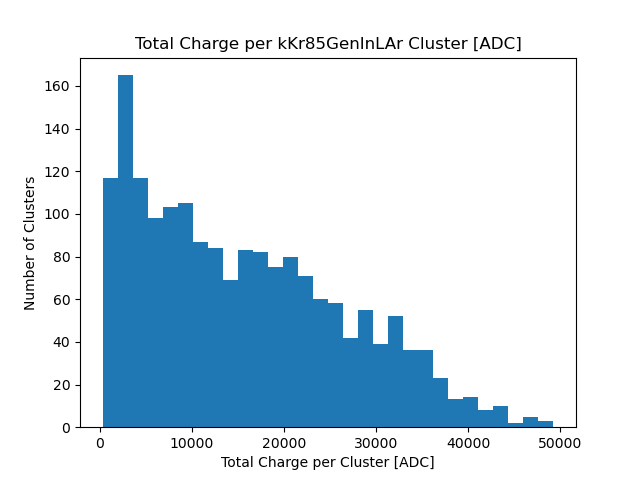 Total Charge per kKr85GenInLAr Cluster [ADC]
160
140
120
100
80
60
40
20
0
Number of Clusters
0 10000 20000 30000 40000 50000
Total Charge per Cluster [ADC]